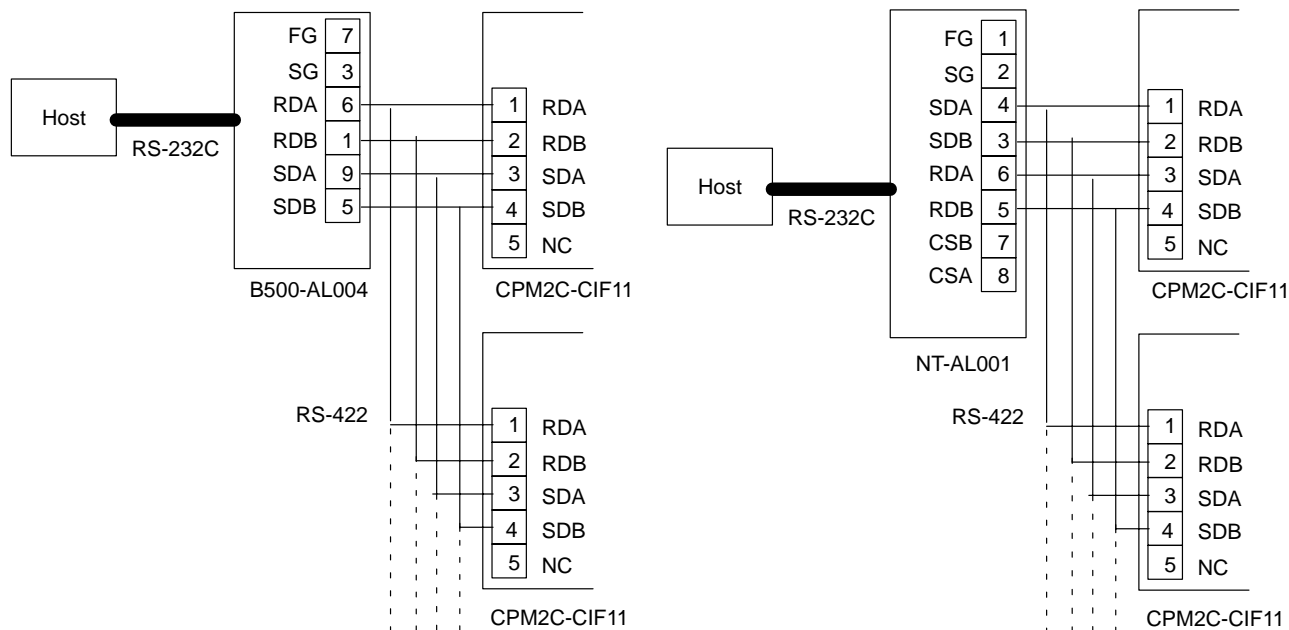 FG 7
SG 3
RDA 6
RDB 1
SDA 9
SDB 5
Host
RS-232C
B500-AL004
1 RDA
2 RDB
3 SDA
4 SDB
5 NC
CPM2C-CIF11
RS-422
1 RDA
2 RDB
3 SDA
4 SDB
5 NC
CPM2C-CIF11
FG 1
SG 2
SDA 4
SDB 3
RDA 6
RDB 5
CSB 7
CSA 8
Host
RS-232C
NT-AL001
1 RDA
2 RDB
3 SDA
4 SDB
5 NC
CPM2C-CIF11
RS-422
1 RDA
2 RDB
3 SDA
4 SDB
5 NC
CPM2C-CIF11